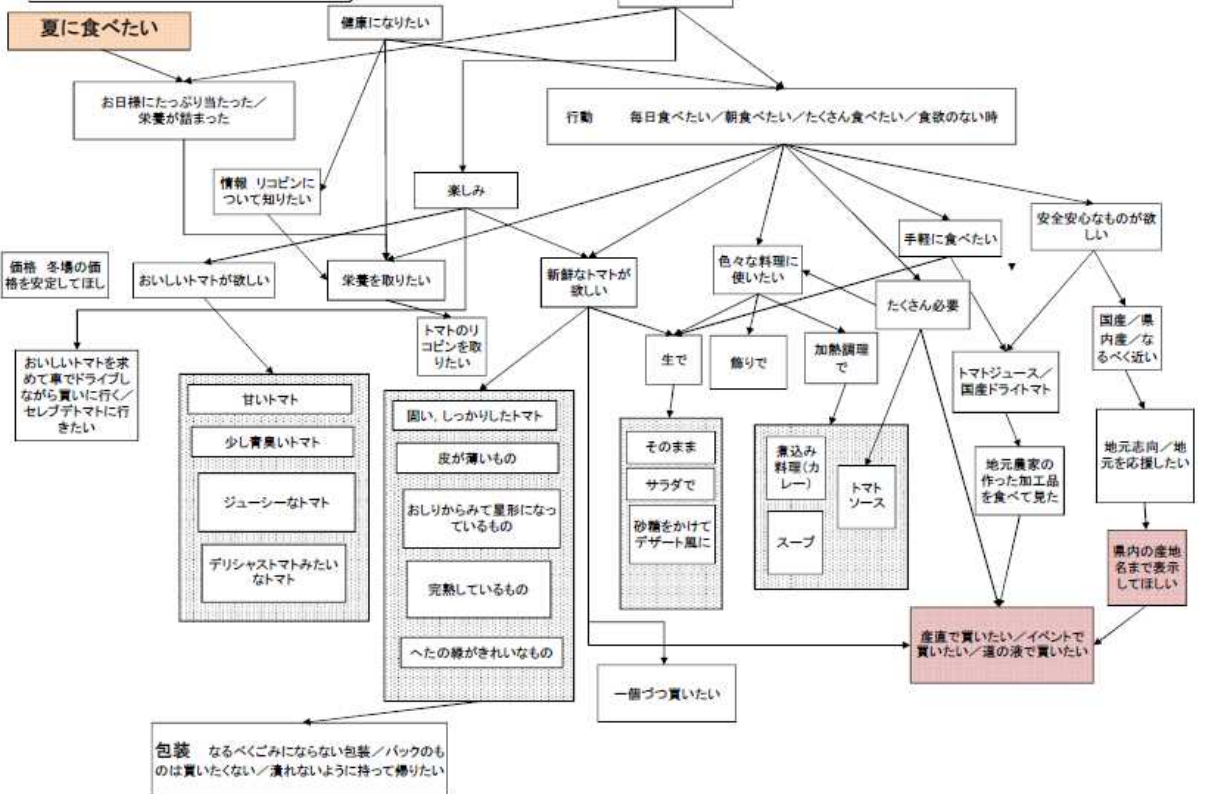 夏に食べたい
健康になりたい
お日様にたっぷり当たった／
栄養が詰まった
行動　毎日食べたい／朝食べたい／たくさん食べたい／食欲のない時
情報 リコピンに
ついて知りたい
楽しみ
安全安心なものが欲
しい
手軽に食べたい
価格 冬場の価
格を安定してほし
おいしいトマトが欲しい
栄養を取りたい
新鮮なトマトが
欲しい
色々な料理に
使いたい
たくさん必要
国産／県
内産／な
るべく近い
トマトのリ
コピンを取
りたい
生で
飾りで
加熱調理
で
おいしいトマトを求
めて車でドライブし
ながら買いに行く／
セレブデトマトに行
きたい
トマトジュース／
国産ドライトマト
甘いトマト
少し青臭いトマト
ジューシーなトマト
デリシャストマトみたい
なトマト
固い，しっかりしたトマト
皮が薄いもの
おしりからみて星形になっ
ているもの
完熟しているもの
へたの緑がきれいなもの
そのまま
サラダで
砂糖をかけて
デザート風に
煮込み
料理（カ
レー）
トマト
ソース
スープ
地元農家の
作った加工品
を食べて見た
地元志向／地
元を応援したい
県内の産地
名まで表示
してほしい
産直で買いたい／イベントで
買いたい／道の液で買いたい
一個づつ買いたい
包装　なるべくごみにならない包装／パックのも
のは買いたくない／潰れないように持って帰りたい